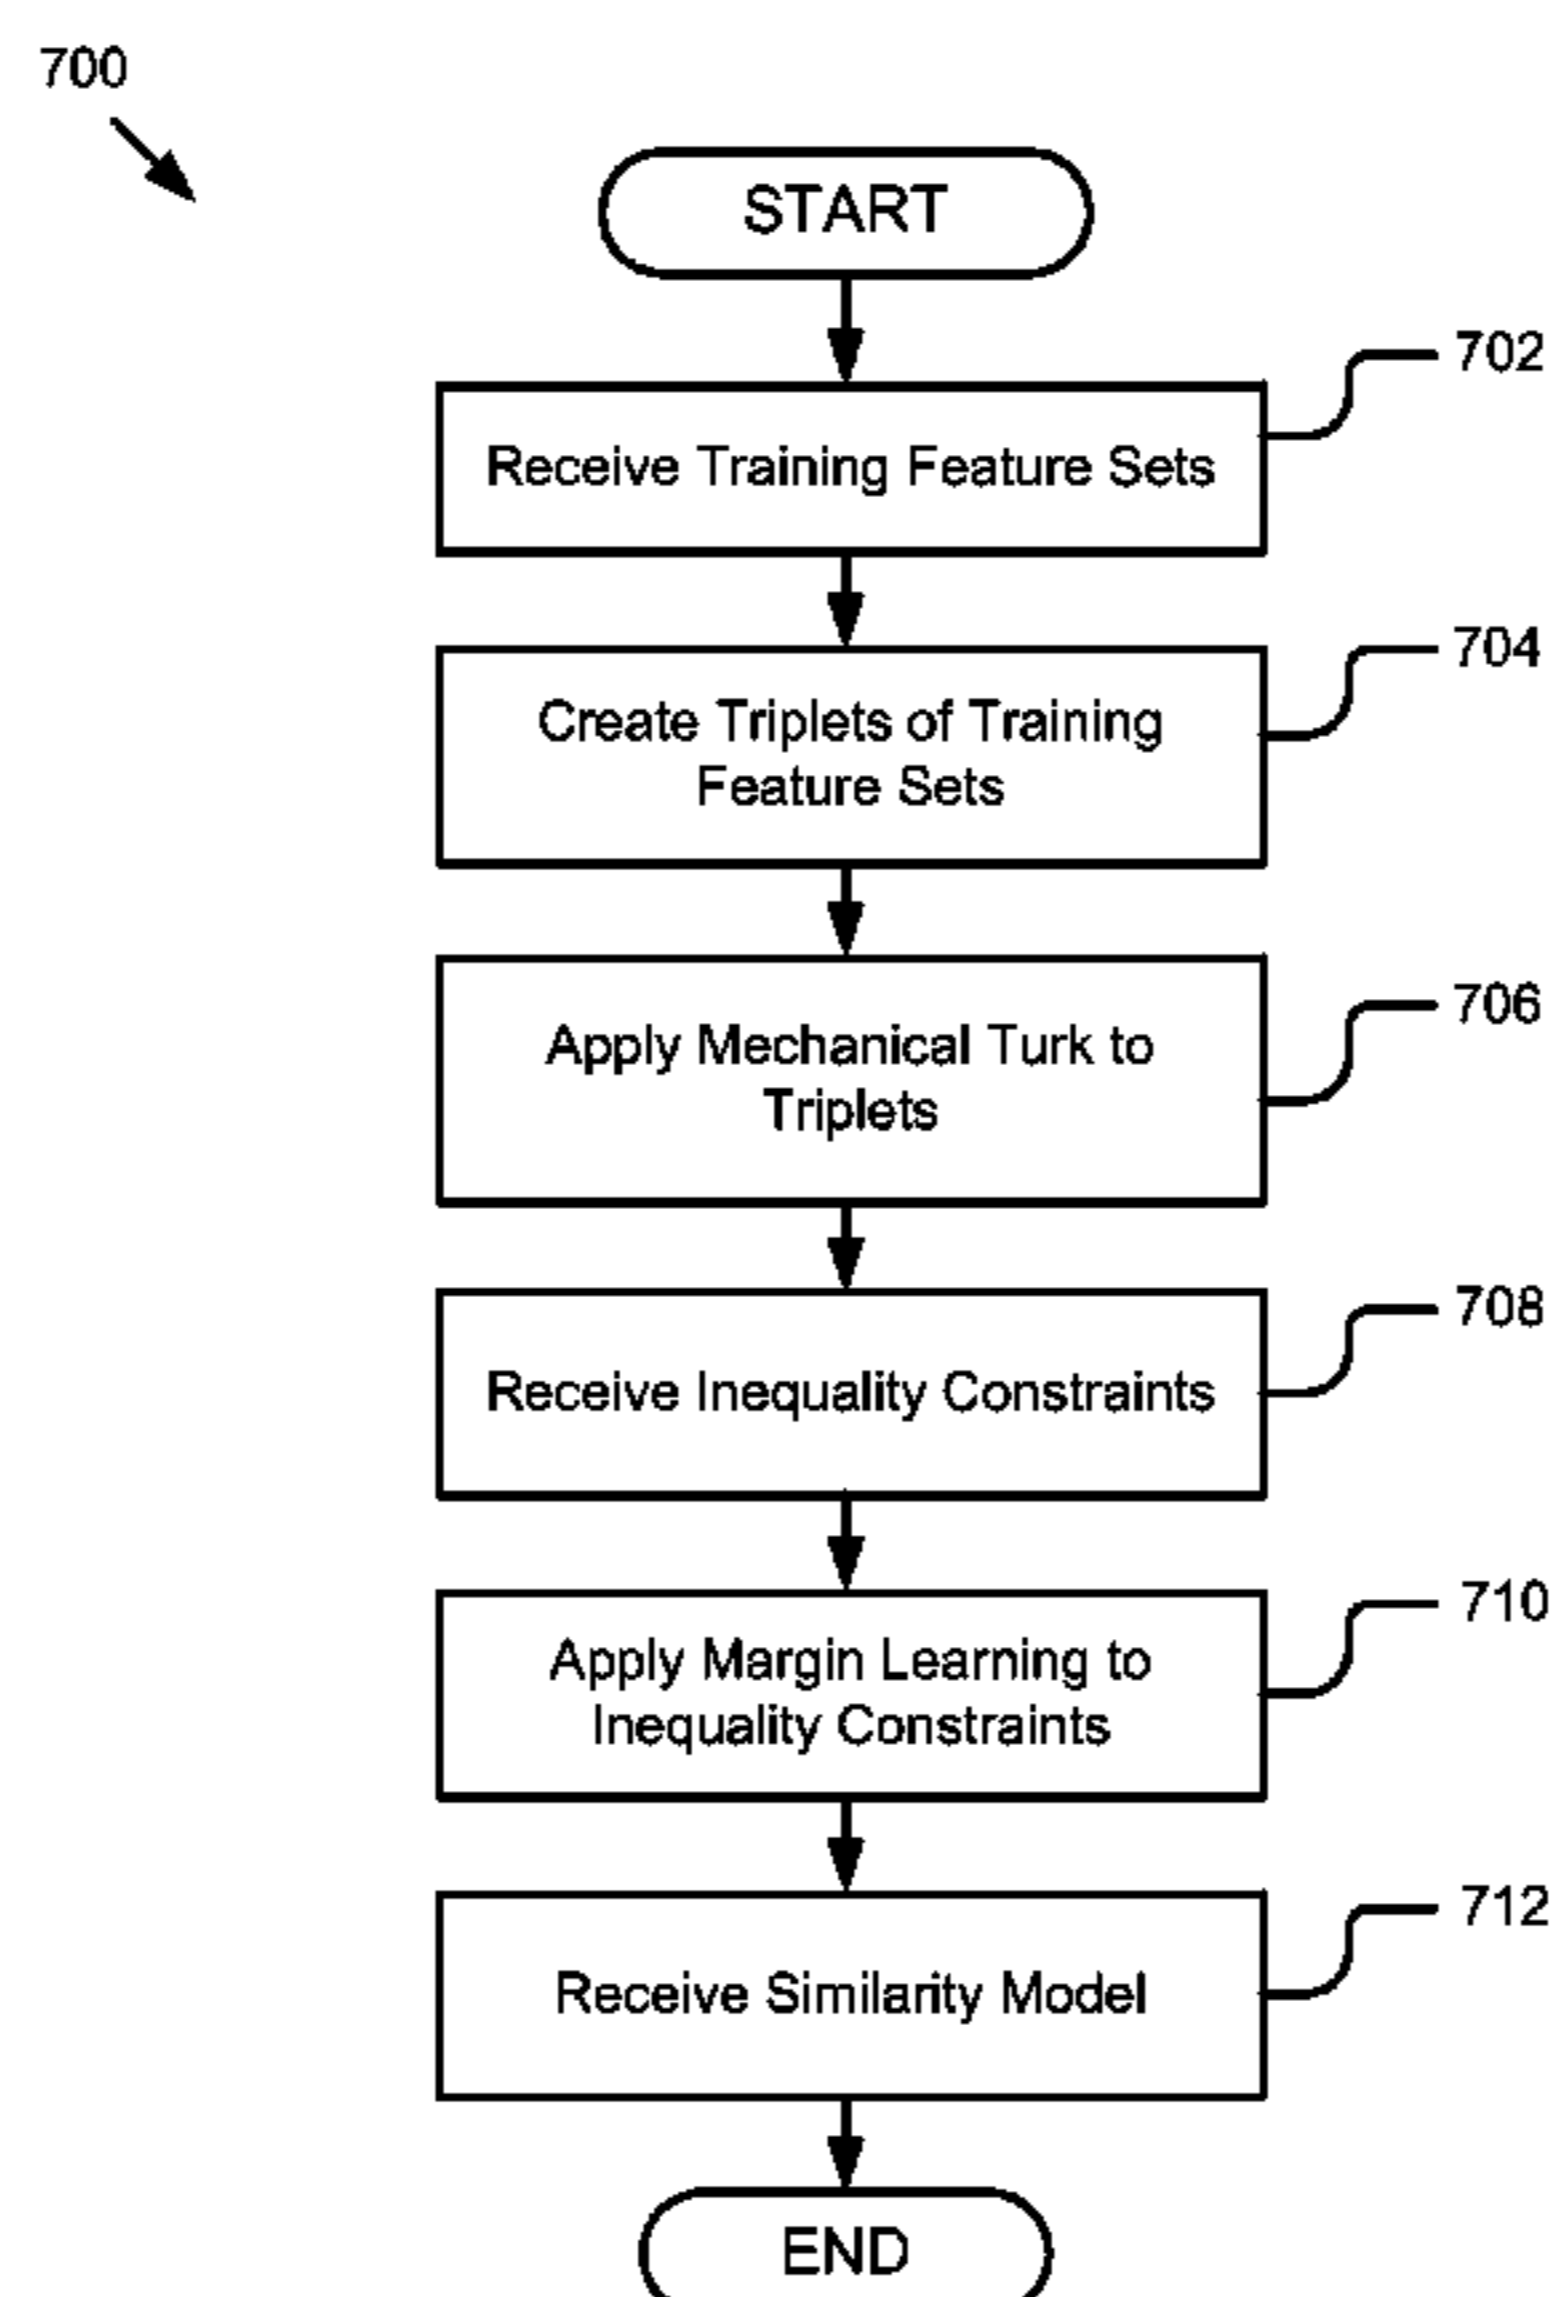 700
START
702
Receive Training Feature Sets
704
Create Triplets of Training
Feature Sets
706
Apply Mechanical Turk to
Triplets
708
Receive Inequality Constraints
710
Apply Margin Learning to
Inequality Constraints
712
Receive Similarity Model
END